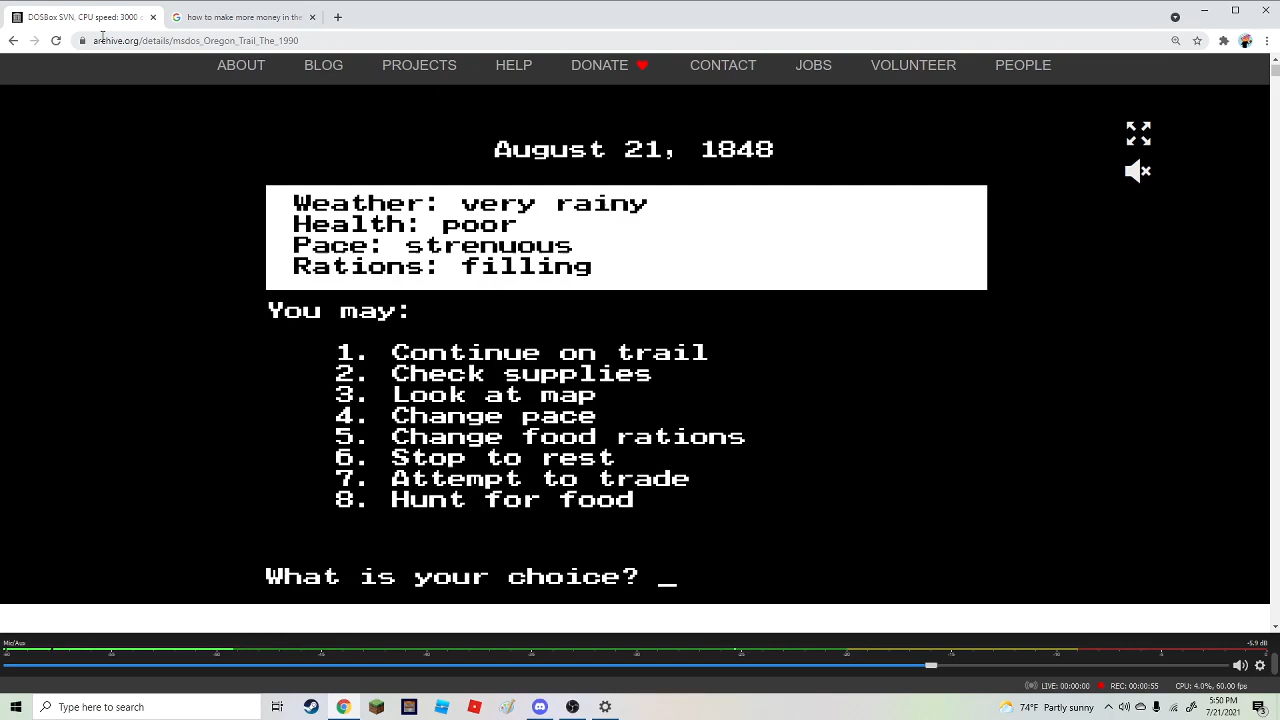 DOSBox SVN, CPU speed: 3000 c
how to make more money in the
archive.org/details/msdos_Oregon_Trail_The_1990
ABOUT BLOG PROJECTS HELP DONATE CONTACT JOBS VOLUNTEER PEOPLE
August 21, 1848
Weather: very rainy
Health: poor
Pace: strenuous
Rations: filling
You may:
1. Continue on trail
2. Check supplies
3. Look at map
4. Change pace
5. Change food rations
6. Stop to rest
7. Attempt to trade
8. Hunt for food
What is your choice? _
Mic/Aux -5.9 dB
LIVE: 00:00:00 REC: 00:00:55 CPU: 4.0%, 60.00 fps
Type here to search
74°F Partly sunny
5:50 PM
7/21/2021